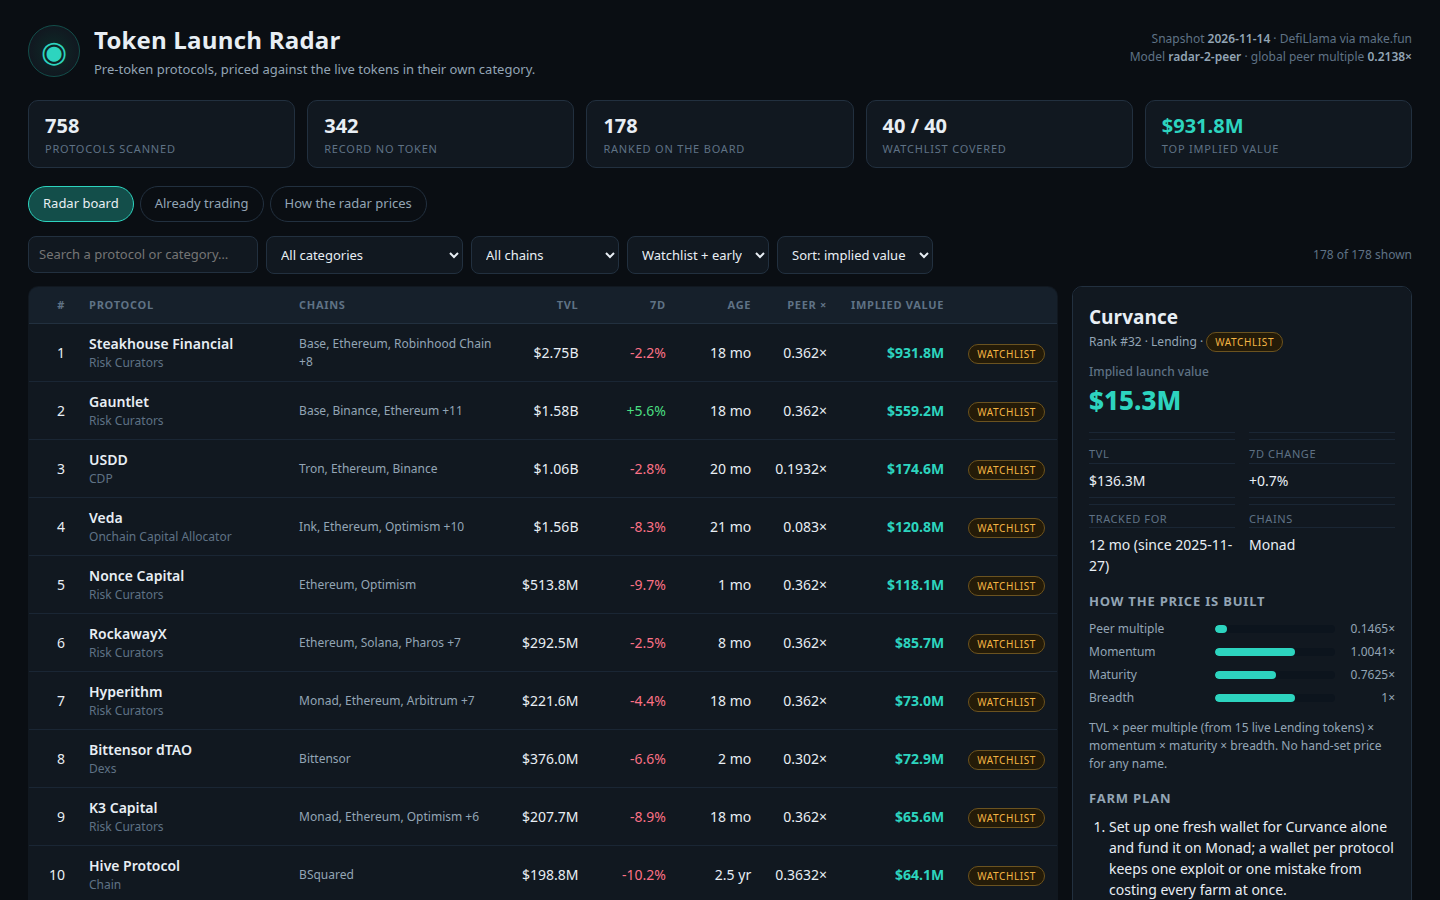 Token Launch Radar
Pre-token protocols, priced against the live tokens in their own category.
Snapshot 2026-11-14 · DefiLlama via make.fun
Model radar-2-peer · global peer multiple 0.2138×
758
PROTOCOLS SCANNED
342
RECORD NO TOKEN
178
RANKED ON THE BOARD
40 / 40
WATCHLIST COVERED
$931.8M
TOP IMPLIED VALUE
Radar board
Already trading
How the radar prices
Search a protocol or category...
All categories
All chains
Watchlist + early
Sort: implied value
178 of 178 shown
# PROTOCOL CHAINS TVL 7D AGE PEER × IMPLIED VALUE
1 Steakhouse Financial Base, Ethereum, Robinhood Chain $2.75B -2.2% 18 mo 0.362× $931.8M WATCHLIST
Risk Curators +8
2 Gauntlet Base, Binance, Ethereum +11 $1.58B +5.6% 18 mo 0.362× $559.2M WATCHLIST
Risk Curators
3 USDD Tron, Ethereum, Binance $1.06B -2.8% 20 mo 0.1932× $174.6M WATCHLIST
CDP
4 Veda Ink, Ethereum, Optimism +10 $1.56B -8.3% 21 mo 0.083× $120.8M WATCHLIST
Onchain Capital Allocator
5 Nonce Capital Ethereum, Optimism $513.8M -9.7% 1 mo 0.362× $118.1M WATCHLIST
Risk Curators
6 RockawayX Ethereum, Solana, Pharos +7 $292.5M -2.5% 8 mo 0.362× $85.7M WATCHLIST
Risk Curators
7 Hyperithm Monad, Ethereum, Arbitrum +7 $221.6M -4.4% 18 mo 0.362× $73.0M WATCHLIST
Risk Curators
8 Bittensor dTAO Bittensor $376.0M -6.6% 2 mo 0.302× $72.9M WATCHLIST
Dexs
9 K3 Capital Monad, Ethereum, Optimism +6 $207.7M -8.9% 18 mo 0.362× $65.6M WATCHLIST
Risk Curators
10 Hive Protocol BSquared $198.8M -10.2% 2.5 yr 0.3632× $64.1M WATCHLIST
Chain
Curvance
Rank #32 · Lending · WATCHLIST
Implied launch value
$15.3M
TVL 7D CHANGE
$136.3M +0.7%
TRACKED FOR CHAINS
12 mo (since 2025-11- Monad
27)
HOW THE PRICE IS BUILT
Peer multiple 0.1465×
Momentum 1.0041×
Maturity 0.7625×
Breadth 1×
TVL × peer multiple (from 15 live Lending tokens) ×
momentum × maturity × breadth. No hand-set price
for any name.
FARM PLAN
1. Set up one fresh wallet for Curvance alone
and fund it on Monad; a wallet per protocol
keeps one exploit or one mistake from
costing every farm at once.